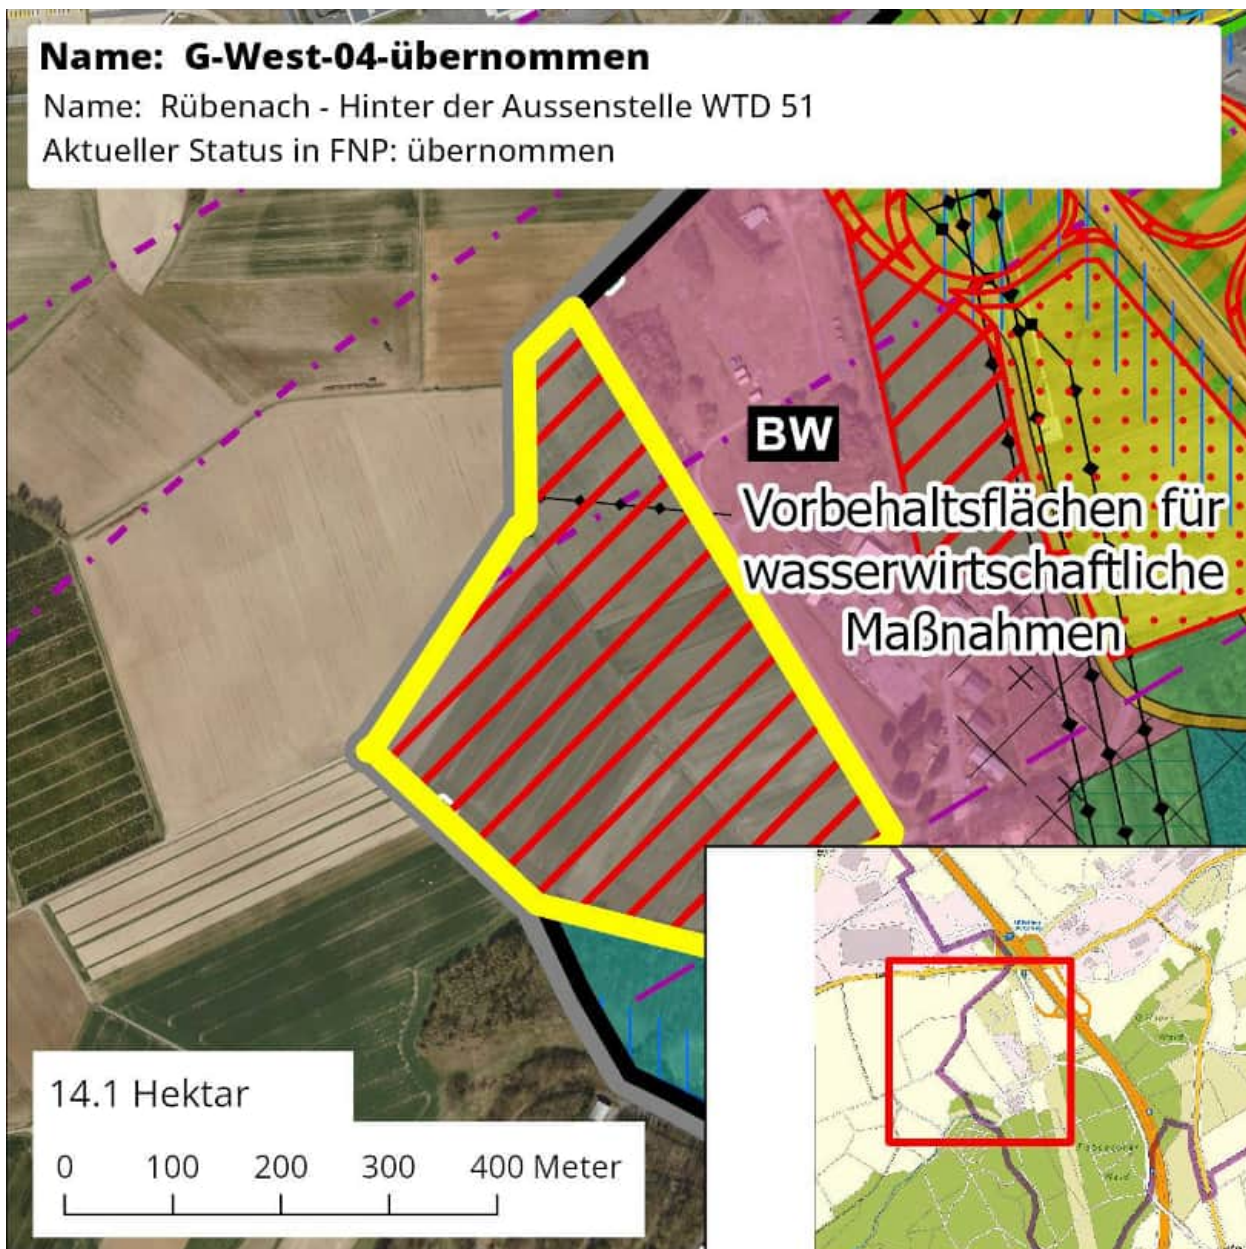 Name: G-West-04-übernommen
Name: Rübenach - Hinter der Aussenstelle WTD 51
Aktueller Status in FNP: übernommen
BW
Vorbehaltsflächen für
wasserwirtschaftliche
Maßnahmen
14.1 Hektar
0 100 200 300 400 Meter